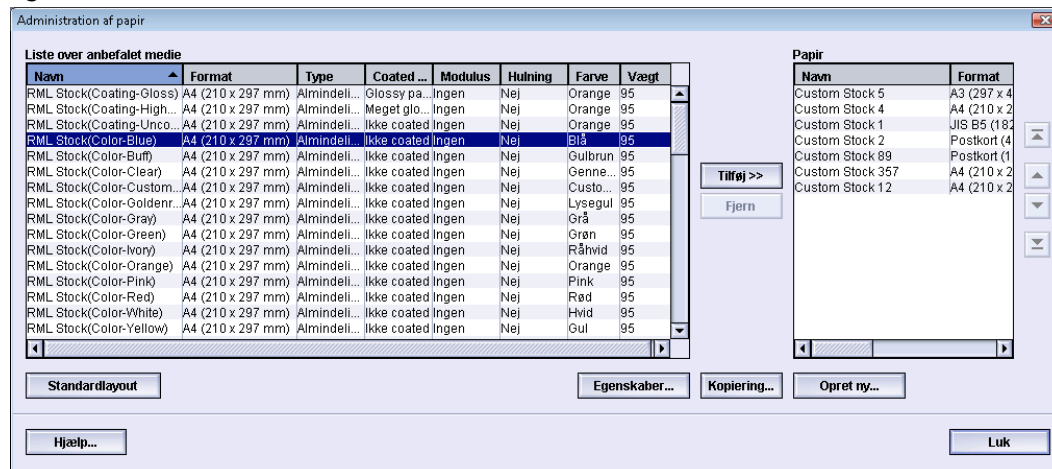 Administration af papir
Liste over anbefalet medie
Navn Format Type Coated ... Modulus Hulning Farve Vægt
RML Stock(Coating-Gloss) A4 (210 x 297 mm) Almindeli... Glossy pa... Ingen Nej Orange 95
RML Stock(Coating-High... A4 (210 x 297 mm) Almindeli... Meget glo... Ingen Nej Orange 95
RML Stock(Coating-Unco... A4 (210 x 297 mm) Almindeli... Ikke coated Ingen Nej Orange 95
RML Stock(Color-Blue) A4 (210 x 297 mm) Almindeli... Ikke coated Ingen Nej Blå 95
RML Stock(Color-Buff) A4 (210 x 297 mm) Almindeli... Ikke coated Ingen Nej Gulbrun 95
RML Stock(Color-Clear) A4 (210 x 297 mm) Almindeli... Ikke coated Ingen Nej Genne... 95
RML Stock(Color-Custom... A4 (210 x 297 mm) Almindeli... Ikke coated Ingen Nej Custo... 95
RML Stock(Color-Goldenr... A4 (210 x 297 mm) Almindeli... Ikke coated Ingen Nej Lysegul 95
RML Stock(Color-Gray) A4 (210 x 297 mm) Almindeli... Ikke coated Ingen Nej Grå 95
RML Stock(Color-Green) A4 (210 x 297 mm) Almindeli... Ikke coated Ingen Nej Grøn 95
RML Stock(Color-Ivory) A4 (210 x 297 mm) Almindeli... Ikke coated Ingen Nej Råhvid 95
RML Stock(Color-Orange) A4 (210 x 297 mm) Almindeli... Ikke coated Ingen Nej Orange 95
RML Stock(Color-Pink) A4 (210 x 297 mm) Almindeli... Ikke coated Ingen Nej Pink 95
RML Stock(Color-Red) A4 (210 x 297 mm) Almindeli... Ikke coated Ingen Nej Rød 95
RML Stock(Color-White) A4 (210 x 297 mm) Almindeli... Ikke coated Ingen Nej Hvid 95
RML Stock(Color-Yellow) A4 (210 x 297 mm) Almindeli... Ikke coated Ingen Nej Gul 95
Tilføj >>
Fjern
Papir
Navn Format
Custom Stock 5 A3 (297 x 4
Custom Stock 4 A4 (210 x 2
Custom Stock 1 JIS B5 (182
Custom Stock 2 Postkort (4
Custom Stock 89 Postkort (1
Custom Stock 357 A4 (210 x 2
Custom Stock 12 A4 (210 x 2
Standardlayout Egenskaber... Kopiering... Opret ny...
Hjælp... Luk